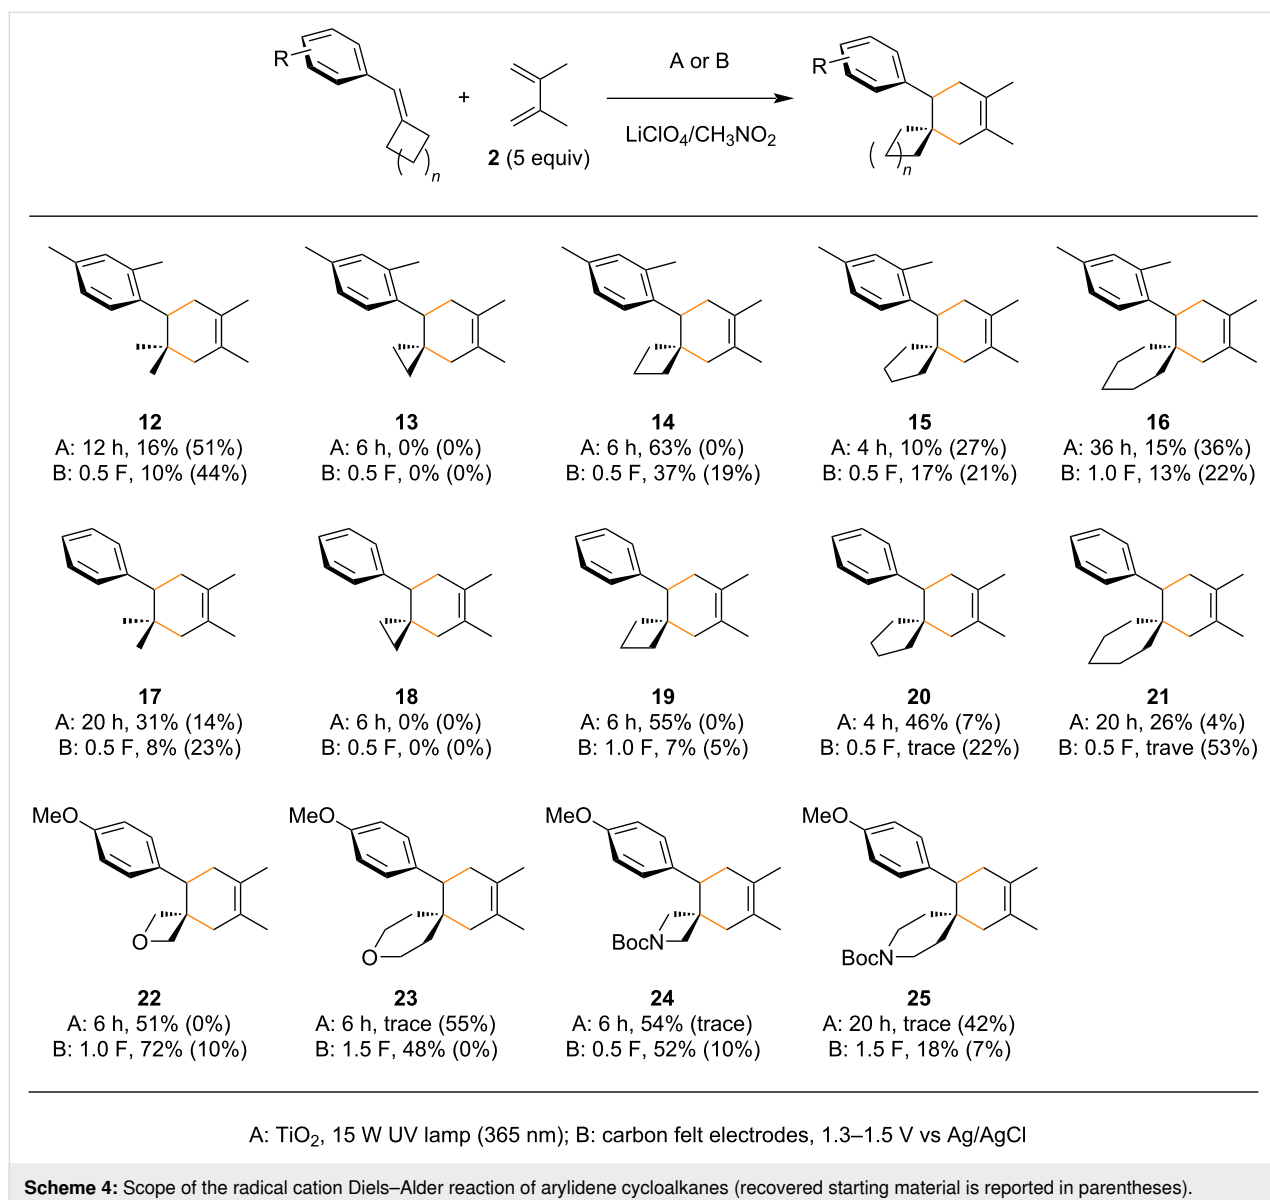 R
+
2 (5 equiv)
n
A or B
LiClO4/CH3NO2
R
n
12
A: 12 h, 16% (51%)
B: 0.5 F, 10% (44%)
13
A: 6 h, 0% (0%)
B: 0.5 F, 0% (0%)
14
A: 6 h, 63% (0%)
B: 0.5 F, 37% (19%)
15
A: 4 h, 10% (27%)
B: 0.5 F, 17% (21%)
16
A: 36 h, 15% (36%)
B: 1.0 F, 13% (22%)
17
A: 20 h, 31% (14%)
B: 0.5 F, 8% (23%)
18
A: 6 h, 0% (0%)
B: 0.5 F, 0% (0%)
19
A: 6 h, 55% (0%)
B: 1.0 F, 7% (5%)
20
A: 4 h, 46% (7%)
B: 0.5 F, trace (22%)
21
A: 20 h, 26% (4%)
B: 0.5 F, trave (53%)
MeO
O
22
A: 6 h, 51% (0%)
B: 1.0 F, 72% (10%)
MeO
O
23
A: 6 h, trace (55%)
B: 1.5 F, 48% (0%)
MeO
BocN
24
A: 6 h, 54% (trace)
B: 0.5 F, 52% (10%)
MeO
BocN
25
A: 20 h, trace (42%)
B: 1.5 F, 18% (7%)
A: TiO2, 15 W UV lamp (365 nm); B: carbon felt electrodes, 1.3–1.5 V vs Ag/AgCl
Scheme 4: Scope of the radical cation Diels–Alder reaction of arylidene cycloalkanes (recovered starting material is reported in parentheses).